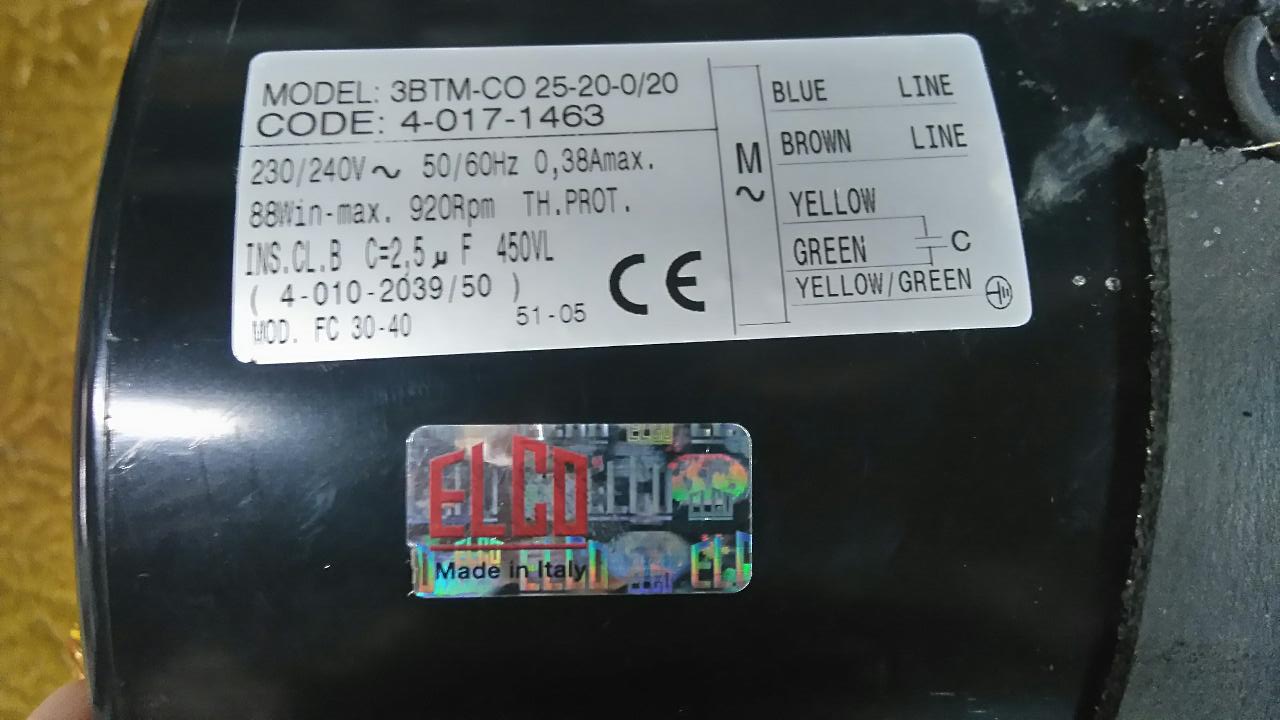 MODEL: 3BTM-CO 25-20-0/20
CODE: 4-017-1463
230/240V~ 50/60Hz 0,38Amax.
88Win-max. 920Rpm TH.PROT.
INS.CL.B C=2,5µF 450VL
( 4-010-2039/50 )
MOD. FC 30-40 51-05
CE
M
~
BLUE LINE
BROWN LINE
YELLOW
GREEN C
YELLOW/GREEN
ELCO
Made in Italy